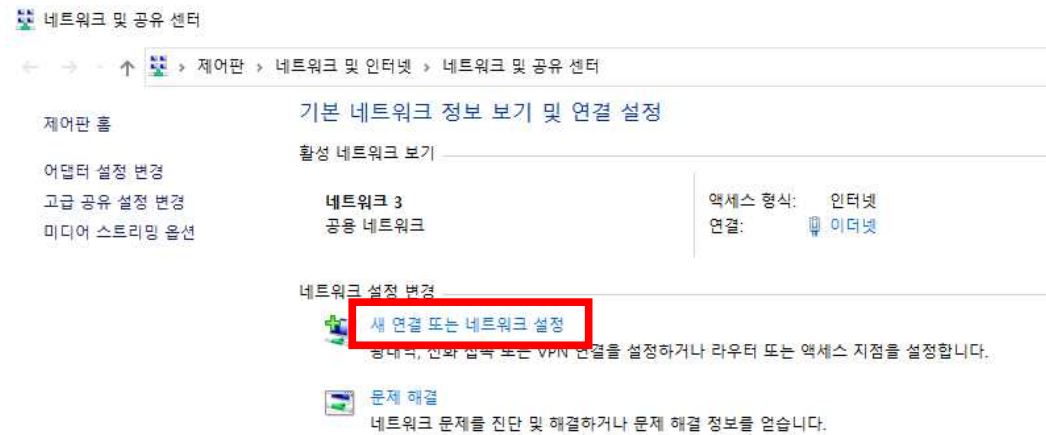 네트워크 및 공유 센터
제어판 > 네트워크 및 인터넷 > 네트워크 및 공유 센터
제어판 홈
어댑터 설정 변경
고급 공유 설정 변경
미디어 스트리밍 옵션
기본 네트워크 정보 보기 및 연결 설정
활성 네트워크 보기
네트워크 3
공용 네트워크
액세스 형식: 인터넷
연결: 이더넷
네트워크 설정 변경
새 연결 또는 네트워크 설정
광대역, 전화 접속 또는 VPN 연결을 설정하거나 라우터 또는 액세스 지점을 설정합니다.
문제 해결
네트워크 문제를 진단 및 해결하거나 문제 해결 정보를 얻습니다.